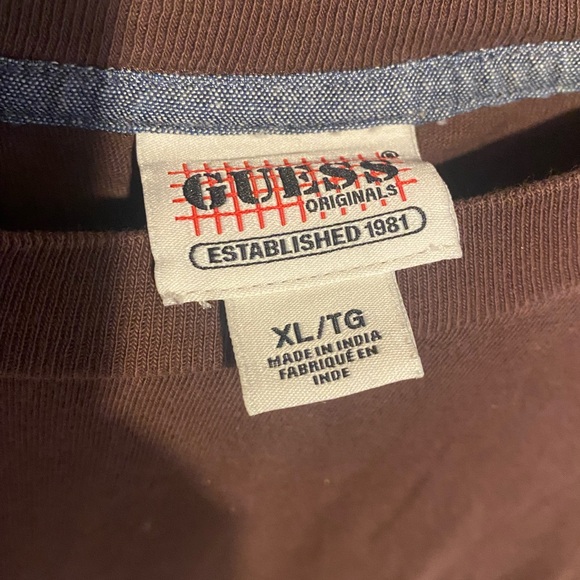 GUESS®
ORIGINALS
ESTABLISHED 1981
XL/TG
MADE IN INDIA
FABRIQUÉ EN
INDE